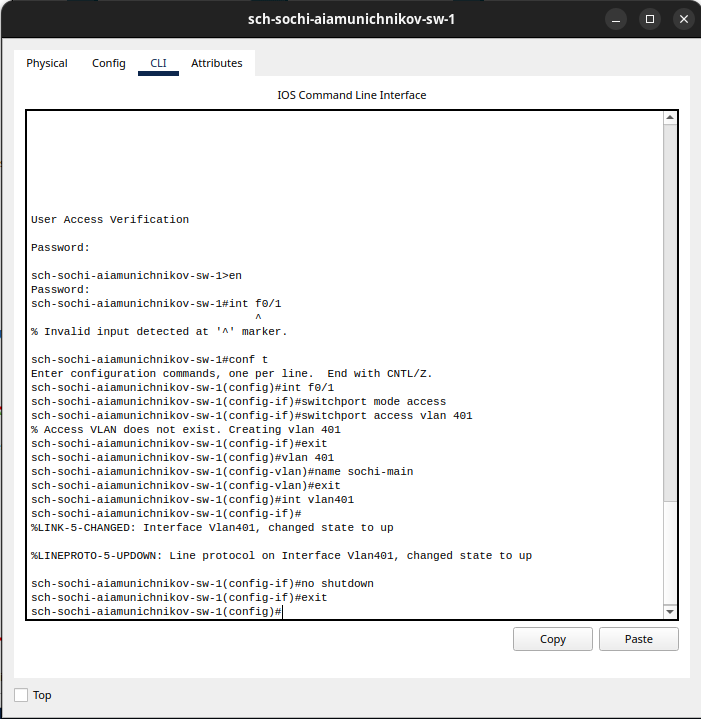 sch-sochi-aiamunichnikov-sw-1
Physical Config CLI Attributes
IOS Command Line Interface
User Access Verification
Password:
sch-sochi-aiamunichnikov-sw-1>en
Password:
sch-sochi-aiamunichnikov-sw-1#int f0/1
^
% Invalid input detected at '^' marker.
sch-sochi-aiamunichnikov-sw-1#conf t
Enter configuration commands, one per line.  End with CNTL/Z.
sch-sochi-aiamunichnikov-sw-1(config)#int f0/1
sch-sochi-aiamunichnikov-sw-1(config-if)#switchport mode access
sch-sochi-aiamunichnikov-sw-1(config-if)#switchport access vlan 401
% Access VLAN does not exist. Creating vlan 401
sch-sochi-aiamunichnikov-sw-1(config-if)#exit
sch-sochi-aiamunichnikov-sw-1(config)#vlan 401
sch-sochi-aiamunichnikov-sw-1(config-vlan)#name sochi-main
sch-sochi-aiamunichnikov-sw-1(config-vlan)#exit
sch-sochi-aiamunichnikov-sw-1(config)#int vlan401
sch-sochi-aiamunichnikov-sw-1(config-if)#
%LINK-5-CHANGED: Interface Vlan401, changed state to up
%LINEPROTO-5-UPDOWN: Line protocol on Interface Vlan401, changed state to up
sch-sochi-aiamunichnikov-sw-1(config-if)#no shutdown
sch-sochi-aiamunichnikov-sw-1(config-if)#exit
sch-sochi-aiamunichnikov-sw-1(config)#
Copy Paste
Top